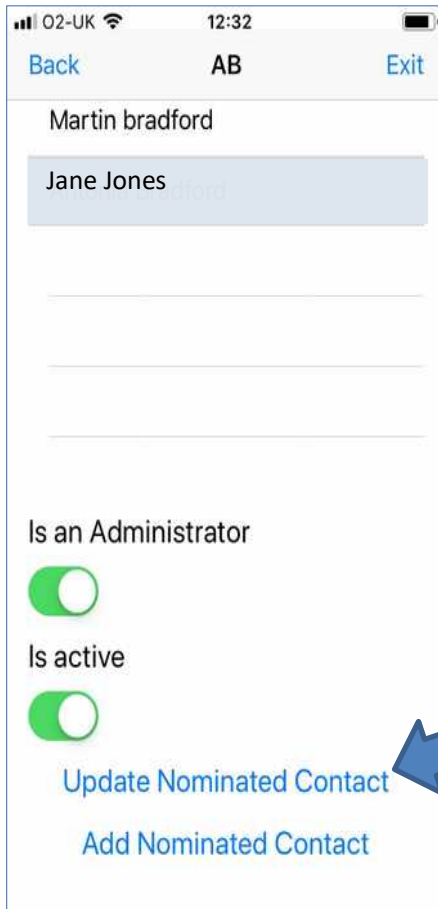 O2-UK 12:32
Back AB Exit
Martin bradford
Jane Jones
Is an Administrator
Is active
Update Nominated Contact
Add Nominated Contact